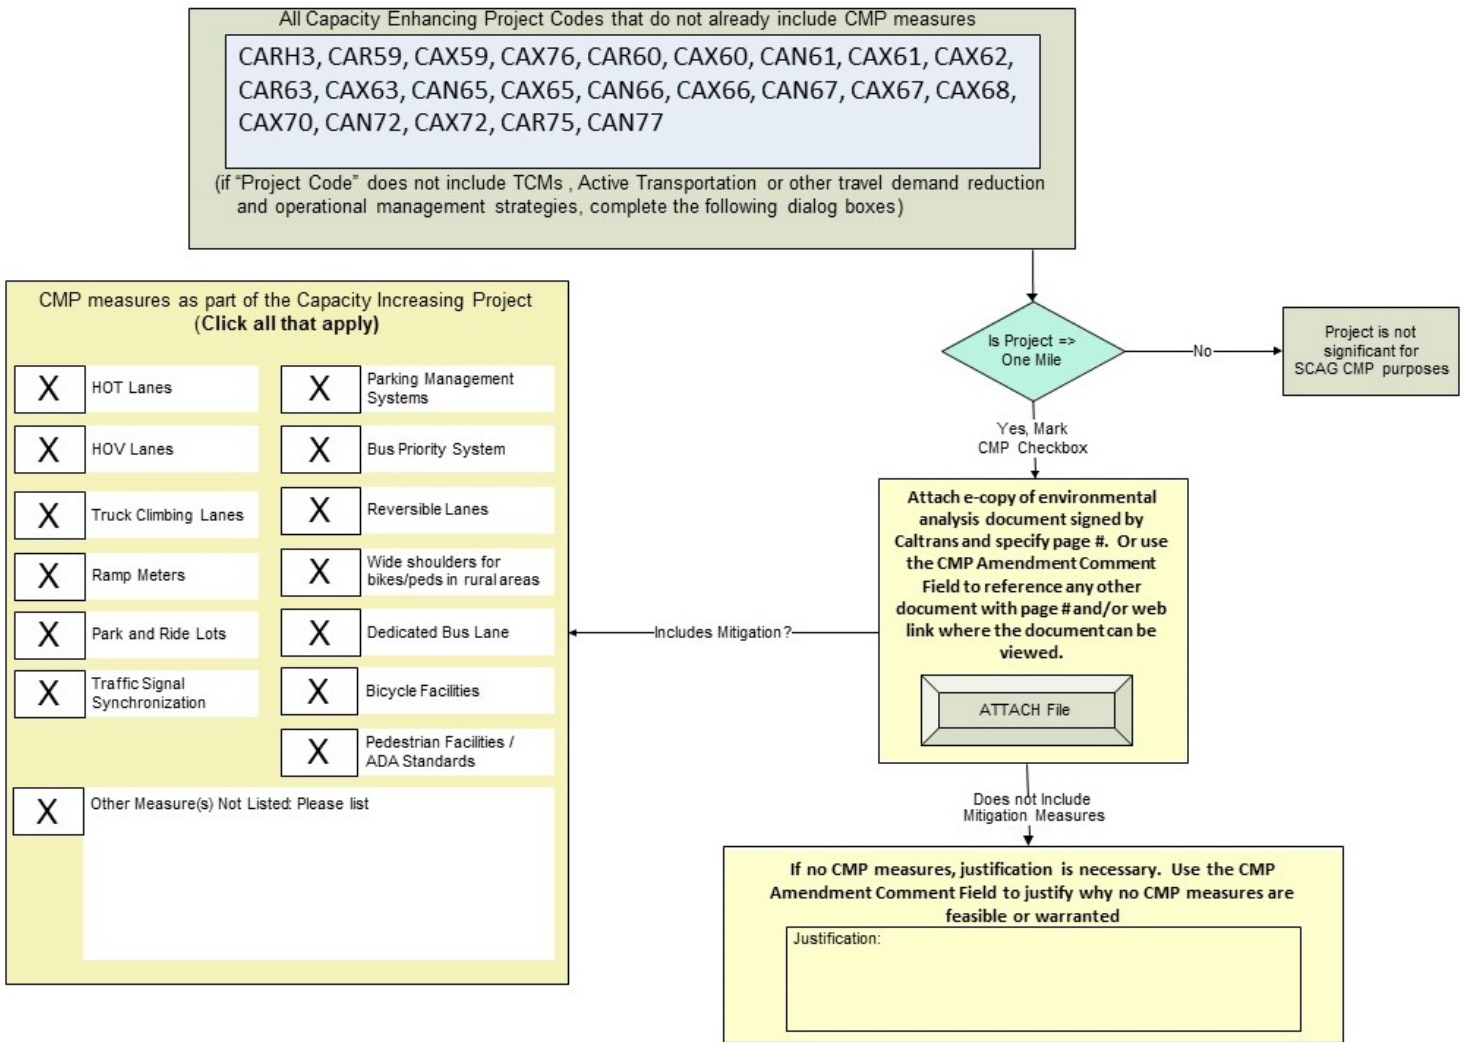 All Capacity Enhancing Project Codes that do not already include CMP measures
CARH3, CAR59, CAX59, CAX76, CAR60, CAX60, CAN61, CAX61, CAX62,
CAR63, CAX63, CAN65, CAX65, CAN66, CAX66, CAN67, CAX67, CAX68,
CAX70, CAN72, CAX72, CAR75, CAN77
(if "Project Code" does not include TCMs , Active Transportation or other travel demand reduction
and operational management strategies, complete the following dialog boxes)
Is Project =>
One Mile
No
Project is not
significant for
SCAG CMP purposes
Yes, Mark
CMP Checkbox
Attach e-copy of environmental
analysis document signed by
Caltrans and specify page #. Or use
the CMP Amendment Comment
Field to reference any other
document with page # and/or web
link where the document can be
viewed.
ATTACH File
Includes Mitigation?
CMP measures as part of the Capacity Increasing Project
(Click all that apply)
X HOT Lanes
X HOV Lanes
X Truck Climbing Lanes
X Ramp Meters
X Park and Ride Lots
X Traffic Signal
Synchronization
X Parking Management
Systems
X Bus Priority System
X Reversible Lanes
X Wide shoulders for
bikes/peds in rural areas
X Dedicated Bus Lane
X Bicycle Facilities
X Pedestrian Facilities /
ADA Standards
X Other Measure(s) Not Listed: Please list
Does not Include
Mitigation Measures
If no CMP measures, justification is necessary. Use the CMP
Amendment Comment Field to justify why no CMP measures are
feasible or warranted
Justification: